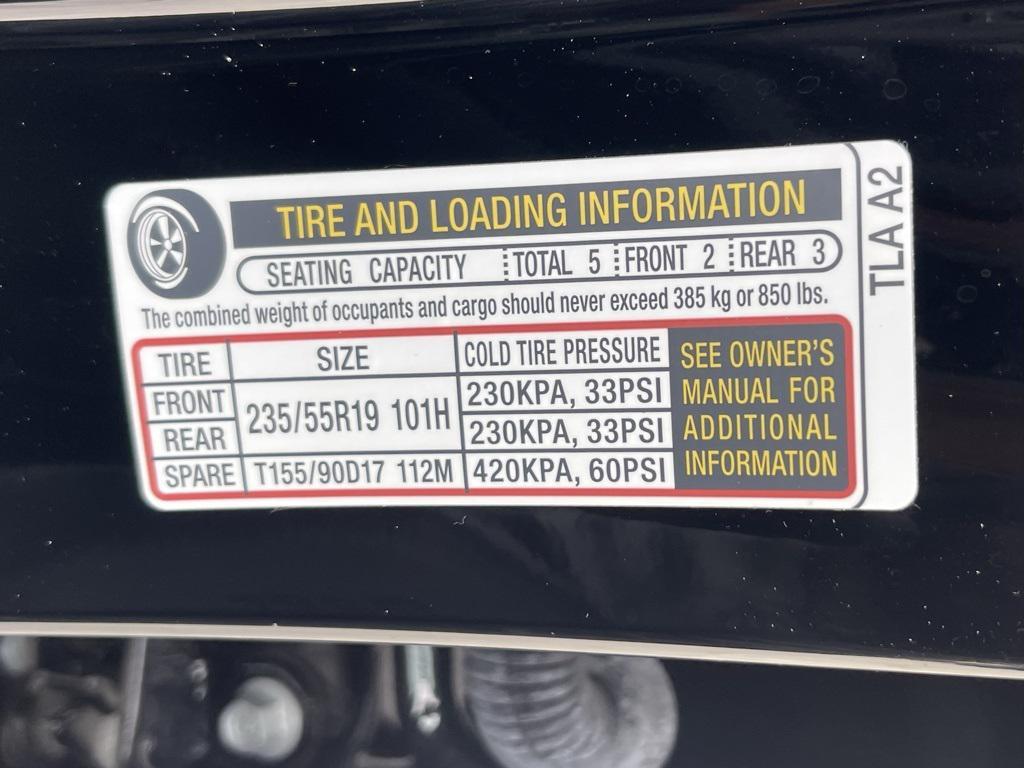 TIRE AND LOADING INFORMATION
SEATING CAPACITY TOTAL 5 FRONT 2 REAR 3
The combined weight of occupants and cargo should never exceed 385 kg or 850 lbs.
TIRE SIZE COLD TIRE PRESSURE
FRONT 235/55R19 101H 230KPA, 33PSI
REAR 230KPA, 33PSI
SPARE T155/90D17 112M 420KPA, 60PSI
SEE OWNER'S
MANUAL FOR
ADDITIONAL
INFORMATION
TLA A2